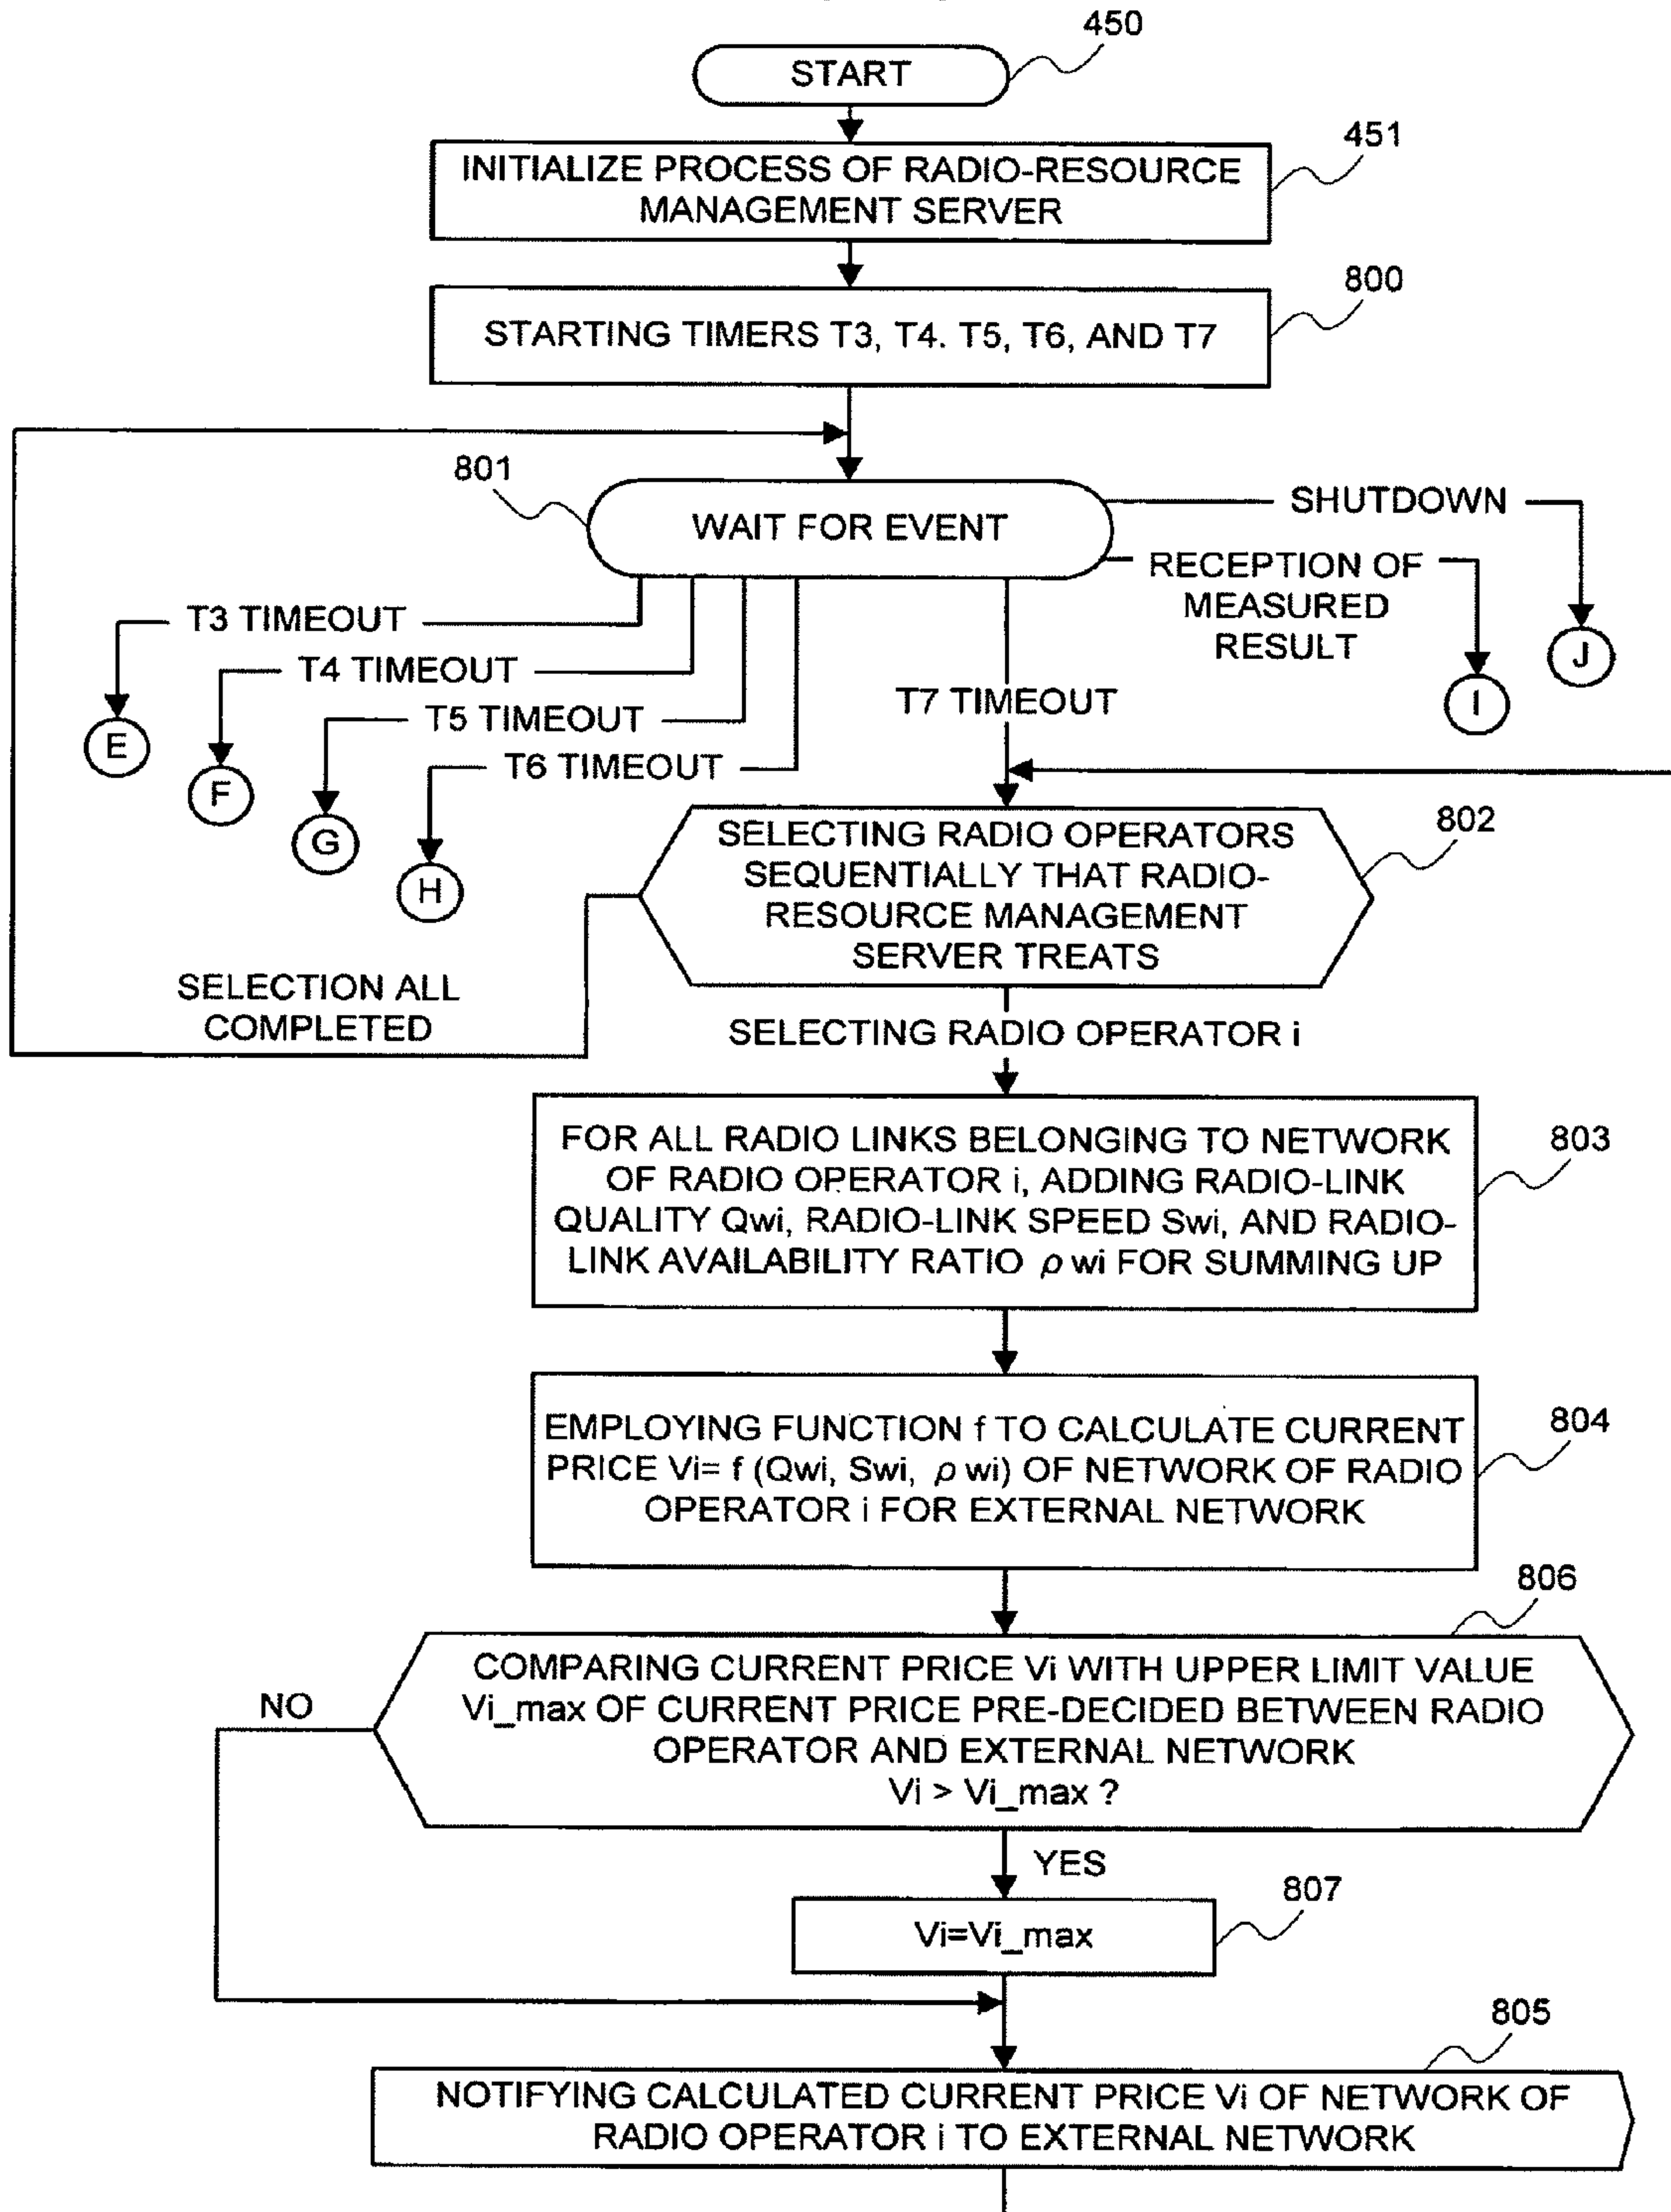 450
START
451
INITIALIZE PROCESS OF RADIO-RESOURCE
MANAGEMENT SERVER
800
STARTING TIMERS T3, T4. T5, T6, AND T7
801
WAIT FOR EVENT
SHUTDOWN
RECEPTION OF
MEASURED
RESULT
T3 TIMEOUT
T4 TIMEOUT
T5 TIMEOUT
T6 TIMEOUT
T7 TIMEOUT
J
I
E
F
G
H
802
SELECTING RADIO OPERATORS
SEQUENTIALLY THAT RADIO-
RESOURCE MANAGEMENT
SERVER TREATS
SELECTION ALL
COMPLETED
SELECTING RADIO OPERATOR i
803
FOR ALL RADIO LINKS BELONGING TO NETWORK
OF RADIO OPERATOR i, ADDING RADIO-LINK
QUALITY Qwi, RADIO-LINK SPEED Swi, AND RADIO-
LINK AVAILABILITY RATIO ρ wi FOR SUMMING UP
804
EMPLOYING FUNCTION f TO CALCULATE CURRENT
PRICE Vi= f (Qwi, Swi, ρ wi) OF NETWORK OF RADIO
OPERATOR i FOR EXTERNAL NETWORK
806
COMPARING CURRENT PRICE Vi WITH UPPER LIMIT VALUE
Vi_max OF CURRENT PRICE PRE-DECIDED BETWEEN RADIO
OPERATOR AND EXTERNAL NETWORK
Vi > Vi_max ?
NO
YES
807
Vi=Vi_max
805
NOTIFYING CALCULATED CURRENT PRICE Vi OF NETWORK OF
RADIO OPERATOR i TO EXTERNAL NETWORK